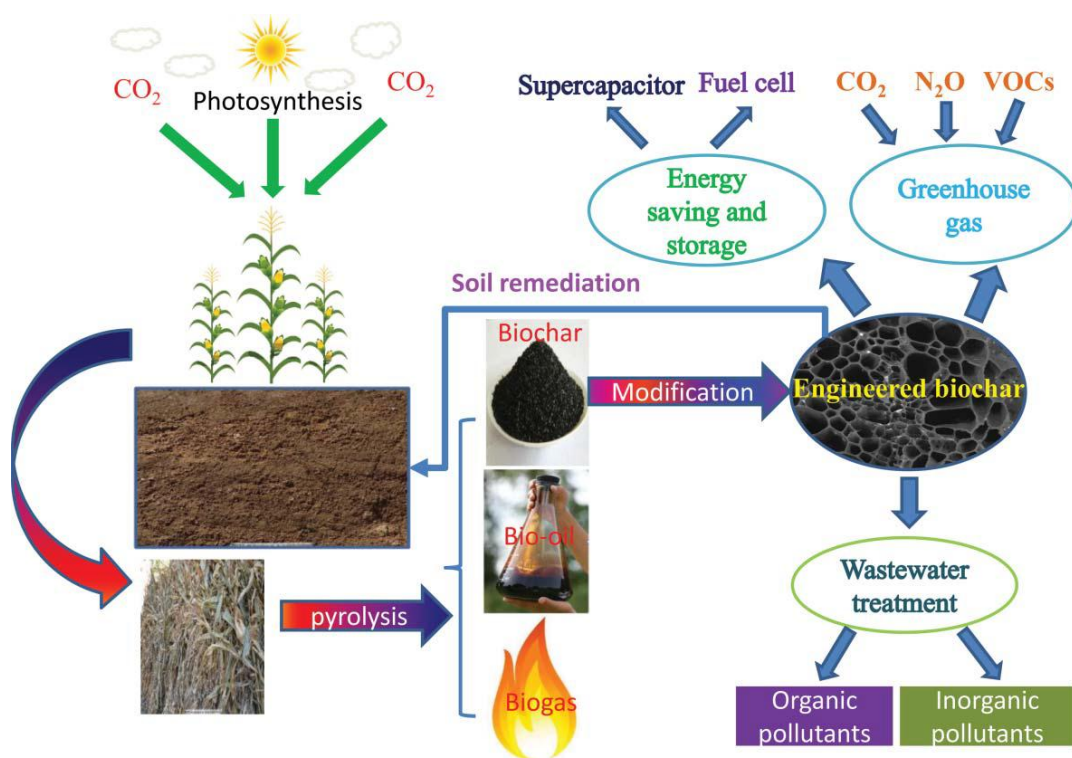 CO₂
Photosynthesis
CO₂
Supercapacitor
Fuel cell
CO₂
N₂O
VOCs
Energy
saving and
storage
Greenhouse
gas
Soil remediation
Biochar
Modification
Engineered biochar
Bio-oil
pyrolysis
Biogas
Wastewater
treatment
Organic
pollutants
Inorganic
pollutants